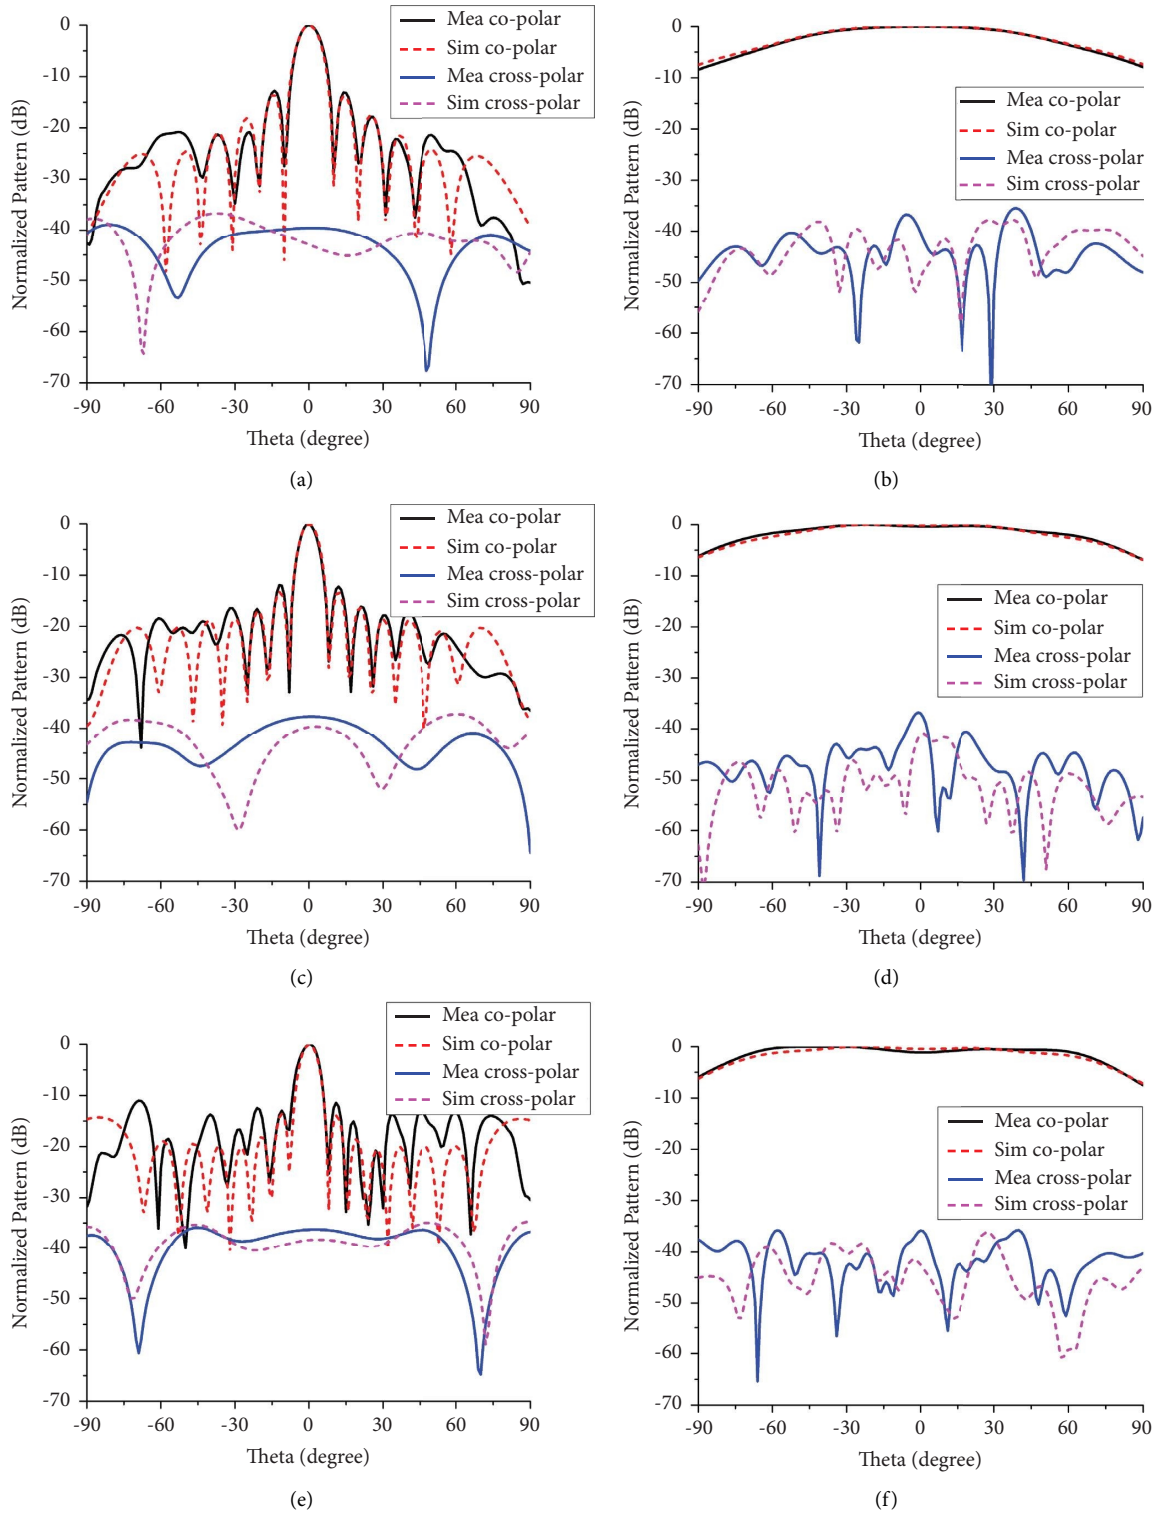 Mea co-polar
Sim co-polar
Mea cross-polar
Sim cross-polar
0
-10
-20
-30
-40
-50
-60
-70
Normalized Pattern (dB)
-90 -60 -30 0 30 60 90
Theta (degree)
(a)
Mea co-polar
Sim co-polar
Mea cross-polar
Sim cross-polar
0
-10
-20
-30
-40
-50
-60
-70
Normalized Pattern (dB)
-90 -60 -30 0 30 60 90
Theta (degree)
(b)
Mea co-polar
Sim co-polar
Mea cross-polar
Sim cross-polar
0
-10
-20
-30
-40
-50
-60
-70
Normalized Pattern (dB)
-90 -60 -30 0 30 60 90
Theta (degree)
(c)
Mea co-polar
Sim co-polar
Mea cross-polar
Sim cross-polar
0
-10
-20
-30
-40
-50
-60
-70
Normalized Pattern (dB)
-90 -60 -30 0 30 60 90
Theta (degree)
(d)
Mea co-polar
Sim co-polar
Mea cross-polar
Sim cross-polar
0
-10
-20
-30
-40
-50
-60
-70
Normalized Pattern (dB)
-90 -60 -30 0 30 60 90
Theta (degree)
(e)
Mea co-polar
Sim co-polar
Mea cross-polar
Sim cross-polar
0
-10
-20
-30
-40
-50
-60
-70
Normalized Pattern (dB)
-90 -60 -30 0 30 60 90
Theta (degree)
(f)